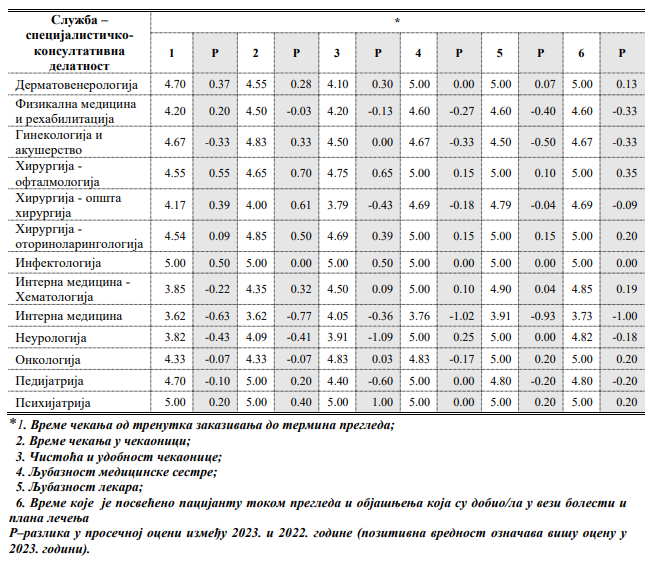 Служба –
специјалистичко-
консултативна
делатност
*
1 Р 2 Р 3 Р 4 Р 5 Р 6 Р
Дерматовенерологија 4.70 0.37 4.55 0.28 4.10 0.30 5.00 0.00 5.00 0.07 5.00 0.13
Физикална медицина
и рехабилитација 4.20 0.20 4.50 -0.03 4.20 -0.13 4.60 -0.27 4.60 -0.40 4.60 -0.33
Гинекологија и
акушерство 4.67 -0.33 4.83 0.33 4.50 0.00 4.67 -0.33 4.50 -0.50 4.67 -0.33
Хирургија -
офталмологија 4.55 0.55 4.65 0.70 4.75 0.65 5.00 0.15 5.00 0.10 5.00 0.35
Хирургија - општа
хирургија 4.17 0.39 4.00 0.61 3.79 -0.43 4.69 -0.18 4.79 -0.04 4.69 -0.09
Хирургија -
оториноларингологија 4.54 0.09 4.85 0.50 4.69 0.39 5.00 0.15 5.00 0.15 5.00 0.20
Инфектологија 5.00 0.50 5.00 0.00 5.00 0.50 5.00 0.00 5.00 0.00 5.00 0.00
Интерна медицина -
Хематологија 3.85 -0.22 4.35 0.32 4.50 0.09 5.00 0.10 4.90 0.04 4.85 0.19
Интерна медицина 3.62 -0.63 3.62 -0.77 4.05 -0.36 3.76 -1.02 3.91 -0.93 3.73 -1.00
Неурологија 3.82 -0.43 4.09 -0.41 3.91 -1.09 5.00 0.25 5.00 0.00 4.82 -0.18
Онкологија 4.33 -0.07 4.33 -0.07 4.83 0.03 4.83 -0.17 5.00 0.20 5.00 0.20
Педијатрија 4.70 -0.10 5.00 0.20 4.40 -0.60 5.00 0.00 4.80 -0.20 4.80 -0.20
Психијатрија 5.00 0.20 5.00 0.40 5.00 1.00 5.00 0.00 5.00 0.20 5.00 0.20
*1. Време чекања од тренутка заказивања до термина прегледа;
2. Време чекања у чекаоници;
3. Чистоћа и удобност чекаонице;
4. Љубазност медицинске сестре;
5. Љубазност лекара;
6. Време које је посвећено пацијанту током прегледа и објашњења која су добио/ла у вези болести и
плана лечења
Р–разлика у просечној оцени између 2023. и 2022. године (позитивна вредност означава вишу оцену у
2023. години).